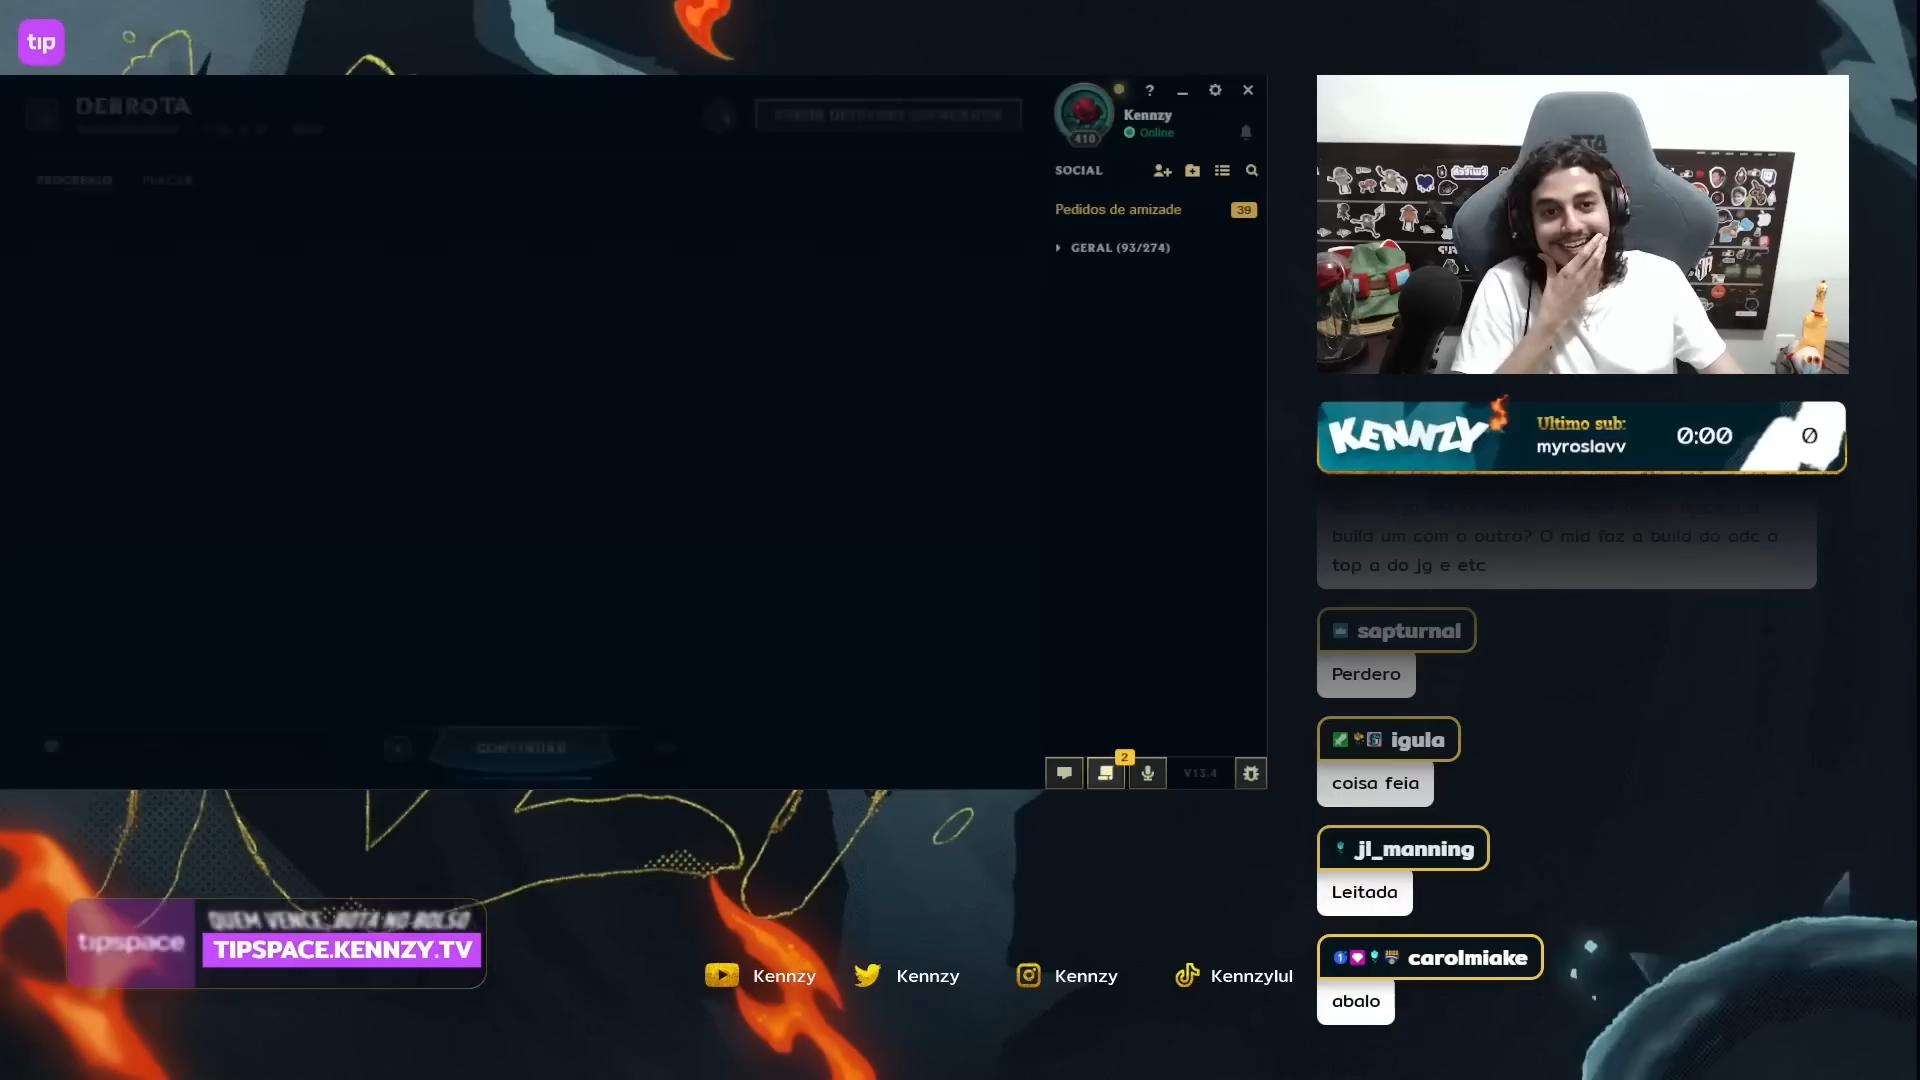 tip
DERROTA
PROGRESSO PLACAR
Kennzy
Online
410
SOCIAL
Pedidos de amizade 39
GERAL (93/274)
CONTINUAR
2
V13.4
KENNZY
Ultimo sub:
myroslavv
0:00
0
build um com o outro? O mid faz a build do adc o
top a do jg e etc
sapturnal
Perdero
igula
coisa feia
jl_manning
Leitada
carolmiake
abalo
tipspace
QUEM VENCE, BOTA NO BOLSO
TIPSPACE.KENNZY.TV
Kennzy Kennzy Kennzy Kennzylul